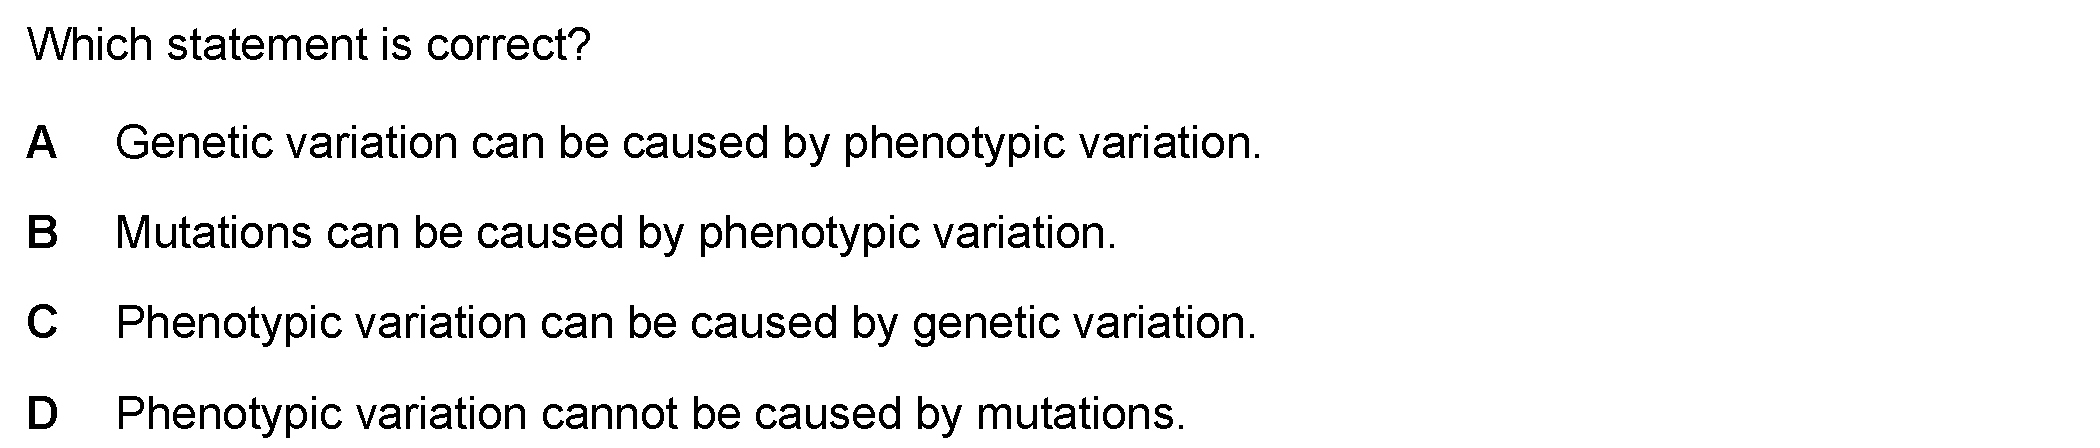 Which statement is correct?
A Genetic variation can be caused by phenotypic variation.
B Mutations can be caused by phenotypic variation.
C Phenotypic variation can be caused by genetic variation.
D Phenotypic variation cannot be caused by mutations.